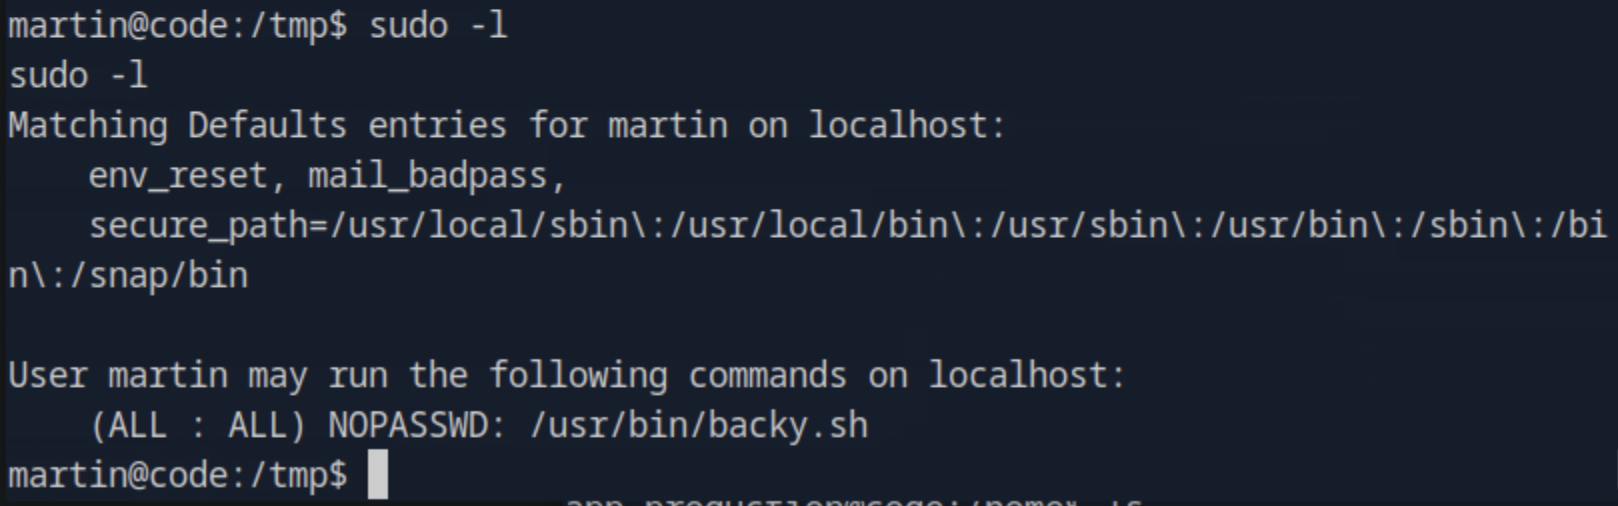 martin@code:/tmp$ sudo -l
sudo -l
Matching Defaults entries for martin on localhost:
    env_reset, mail_badpass,
    secure_path=/usr/local/sbin\:/usr/local/bin\:/usr/sbin\:/usr/bin\:/sbin\:/bi
n\:/snap/bin

User martin may run the following commands on localhost:
    (ALL : ALL) NOPASSWD: /usr/bin/backy.sh
martin@code:/tmp$